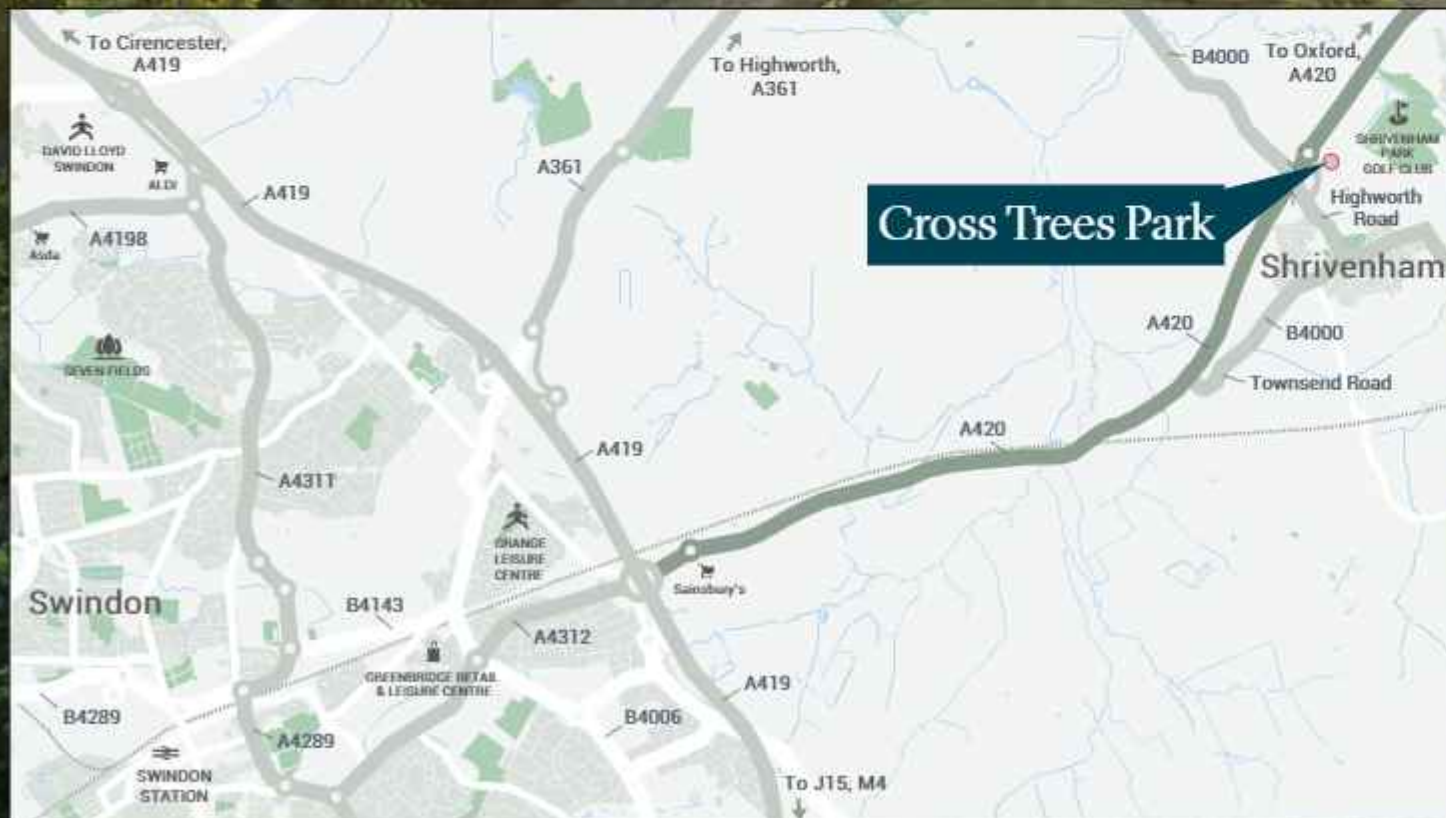 To Cirencester,
A419
To Highworth,
A361
B4000
To Oxford,
A420
DAVID LLOYD
SWINDON
ALDI
A419
A361
SHRIVENHAM
PARK
GOLF CLUB
Highworth
Road
Cross Trees Park
A4198
Asda
Shrivenham
A420
B4000
SEVEN FIELDS
Townsend Road
A420
A419
A4311
GRANGE
LEISURE
CENTRE
Sainsbury's
Swindon
B4143
A4312
GREENBRIDGE RETAIL
& LEISURE CENTRE
A419
B4289
B4006
A4289
SWINDON
STATION
To J15, M4